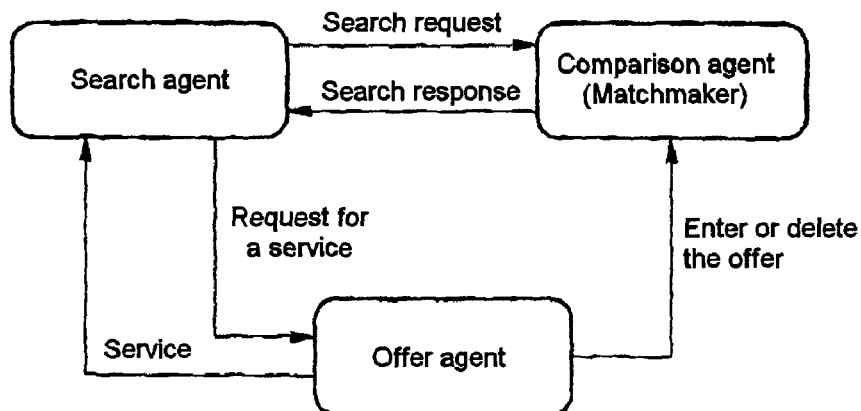 Search request
Search agent
Comparison agent
(Matchmaker)
Search response
Request for
a service
Enter or delete
the offer
Service
Offer agent